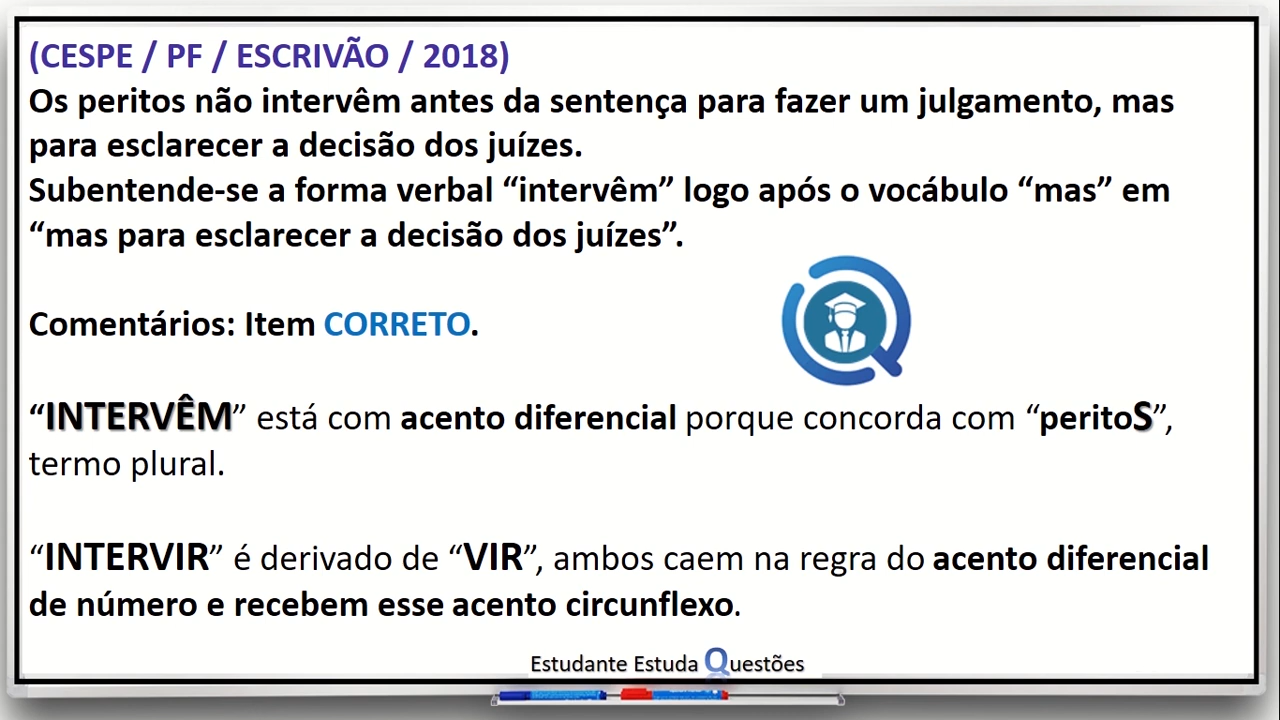 (CESPE / PF / ESCRIVÃO / 2018)
Os peritos não intervêm antes da sentença para fazer um julgamento, mas
para esclarecer a decisão dos juízes.
Subentende-se a forma verbal “intervêm” logo após o vocábulo “mas” em
“mas para esclarecer a decisão dos juízes”.
Comentários: Item CORRETO.
“INTERVÊM” está com acento diferencial porque concorda com “peritoS”,
termo plural.
“INTERVIR” é derivado de “VIR”, ambos caem na regra do acento diferencial
de número e recebem esse acento circunflexo.
Estudante Estuda Questões